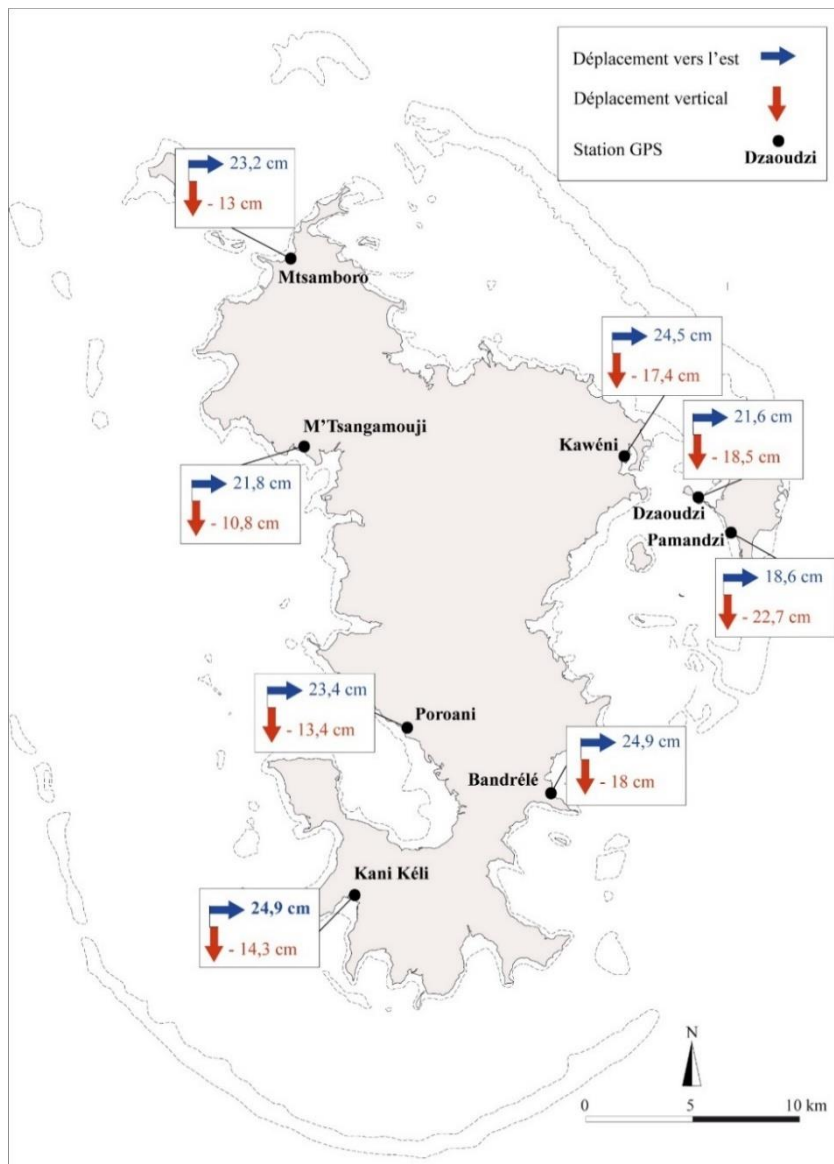 Déplacement vers l'est
Déplacement vertical
Station GPS
Dzaoudzi
23,2 cm
- 13 cm
Mtsamboro
24,5 cm
- 17,4 cm
M'Tsangamouji
Kawéni
21,6 cm
- 18,5 cm
21,8 cm
- 10,8 cm
Dzaoudzi
Pamandzi
18,6 cm
- 22,7 cm
23,4 cm
- 13,4 cm
Poroani
24,9 cm
- 18 cm
Bandrélé
Kani Kéli
24,9 cm
- 14,3 cm
N
0 5 10 km